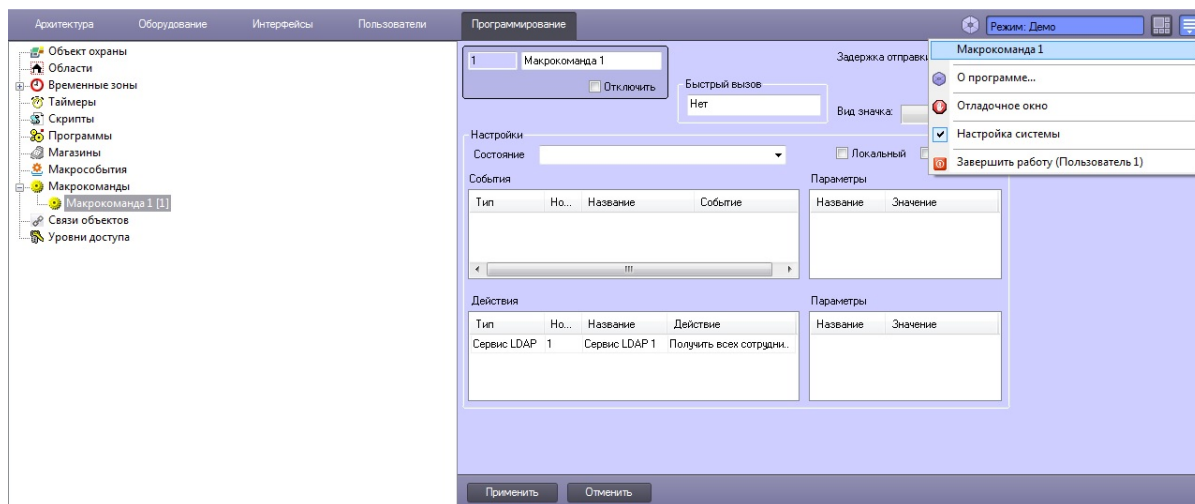 Архитектура Оборудование Интерфейсы Пользователи Программирование Режим: Демо
Объект охраны
Области
Временные зоны
Таймеры
Скрипты
Программы
Магазины
Макрособытия
Макрокоманды
Макрокоманда 1 [1]
Связи объектов
Уровни доступа
1 Макрокоманда 1
Отключить
Быстрый вызов
Нет
Задержка отправки
Вид значка:
Настройки
Состояние
Локальный
События
Параметры
Тип Но... Название Событие
Название Значение
Действия
Параметры
Тип Но... Название Действие
Название Значение
Сервис LDAP 1 Сервис LDAP 1 Получить всех сотрудни..
Применить Отменить
Макрокоманда 1
О программе...
Отладочное окно
Настройка системы
Завершить работу (Пользователь 1)